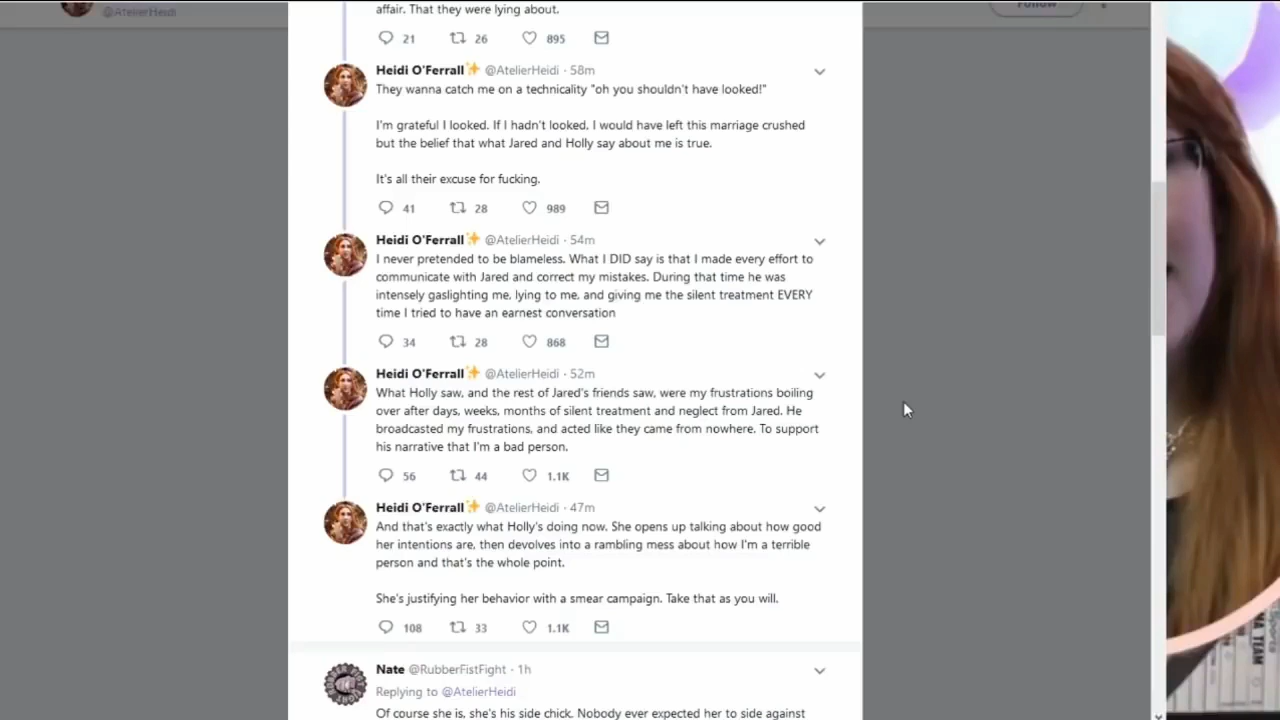 affair. That they were lying about.
21 26 895
@AtelierHeidi
Follow
Heidi O'Ferrall✨ @AtelierHeidi · 58m
They wanna catch me on a technicality "oh you shouldn't have looked!"
I'm grateful I looked. If I hadn't looked, I would have left this marriage crushed
but the belief that what Jared and Holly say about me is true.
It's all their excuse for fucking.
41 28 989
Heidi O'Ferrall✨ @AtelierHeidi · 54m
I never pretended to be blameless. What I DID say is that I made every effort to
communicate with Jared and correct my mistakes. During that time he was
intensely gaslighting me, lying to me, and giving me the silent treatment EVERY
time I tried to have an earnest conversation
34 28 868
Heidi O'Ferrall✨ @AtelierHeidi · 52m
What Holly saw, and the rest of Jared's friends saw, were my frustrations boiling
over after days, weeks, months of silent treatment and neglect from Jared. He
broadcasted my frustrations, and acted like they came from nowhere. To support
his narrative that I'm a bad person.
56 44 1.1K
Heidi O'Ferrall✨ @AtelierHeidi · 47m
And that's exactly what Holly's doing now. She opens up talking about how good
her intentions are, then devolves into a rambling mess about how I'm a terrible
person and that's the whole point.
She's justifying her behavior with a smear campaign. Take that as you will.
108 33 1.1K
Nate @RubberFistFight · 1h
Replying to @AtelierHeidi
Of course she is, she's his side chick. Nobody ever expected her to side against